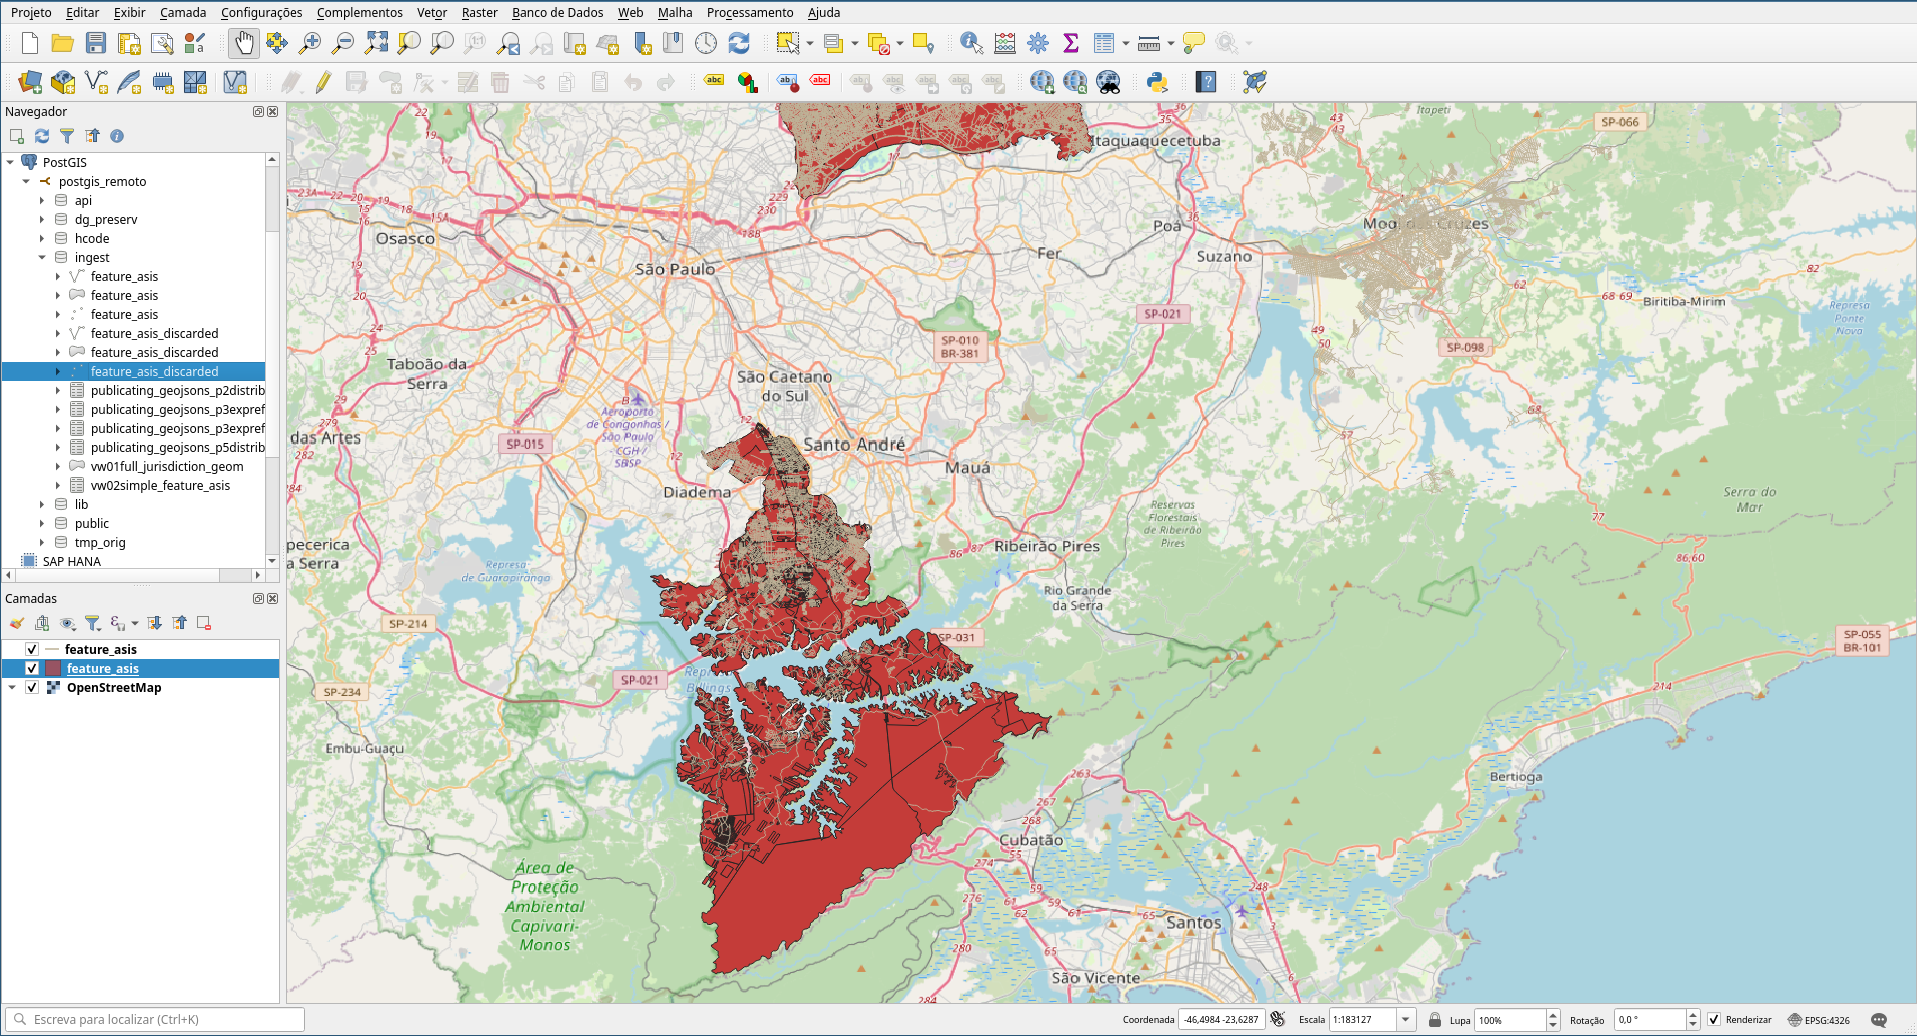 Projeto Editar Exibir Camada Configurações Complementos Vetor Raster Banco de Dados Web Malha Processamento Ajuda
Navegador
PostGIS
postgis_remoto
api
dg_preserv
hcode
ingest
feature_asis
feature_asis
feature_asis
feature_asis_discarded
feature_asis_discarded
feature_asis_discarded
publicating_geojsons_p2distrib
publicating_geojsons_p3expref
publicating_geojsons_p3expref
publicating_geojsons_p5distrib
vw01full_jurisdiction_geom
vw02simple_feature_asis
lib
public
tmp_orig
SAP HANA
Camadas
feature_asis
feature_asis
OpenStreetMap
Itapeti
SP-066
Itaquaquecetuba
Osasco
São Paulo
Poá
Fer
Suzano
SP-021
Biritiba-Mirim
Represa
Ponte
Nova
SP-010
BR-381
SP-098
Taboão da
Serra
São Caetano
do Sul
Aeroporto
de Congonhas /
São Paulo
CGH /
SBSP
das Artes
SP-015
Santo André
Mauá
Diadema
Reservas
Florestais
de Ribeirão
Pires
Serra do
Mar
pecerica
a Serra
Ribeirão Pires
Represa
de Guarapiranga
Rio Grande
da Serra
SP-214
SP-031
SP-055
BR-101
SP-234
SP-021
Embu-Guaçu
Bertioga
Cubatão
Área de
Proteção
Ambiental
Capivari-
Monos
Santos
São Vicente
Escreva para localizar (Ctrl+K)
Coordenada -46,4984 -23,6287 Escala 1:183127 Lupa 100% Rotação 0,0 ° Renderizar EPSG:4326